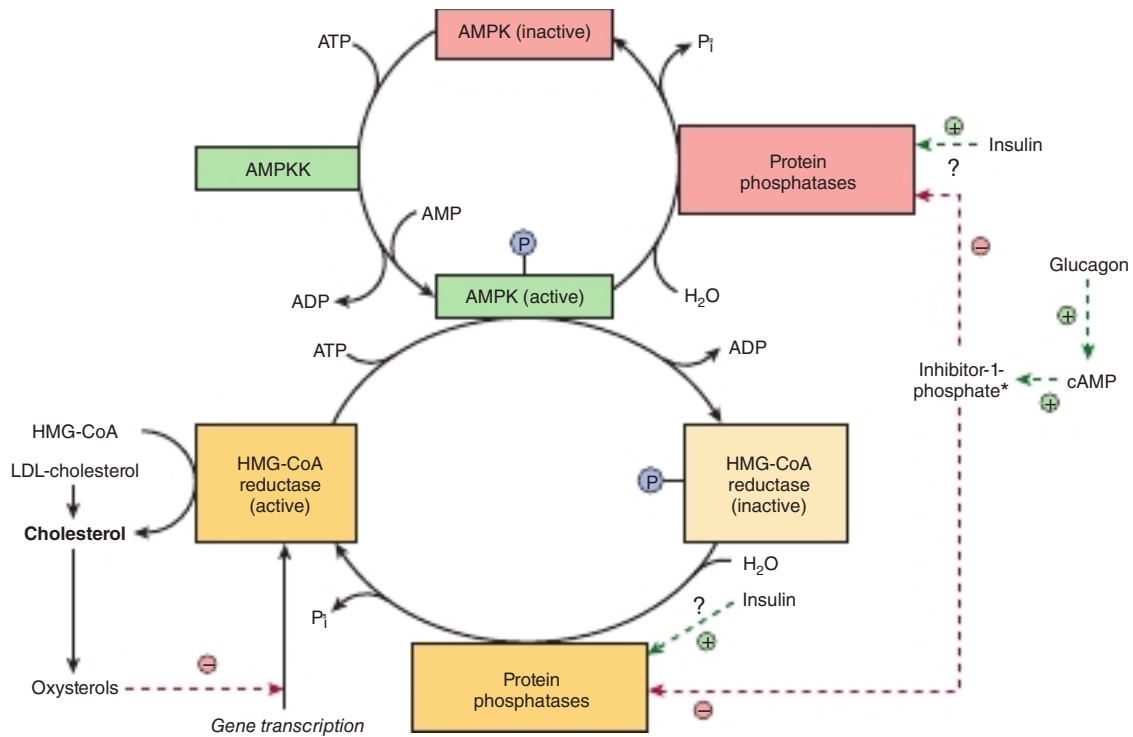 AMPK (inactive)
ATP
Pi
AMPKK
Protein
phosphatases
+
Insulin
?
−
AMP
P
ADP
AMPK (active)
H2O
Glucagon
+
ATP
ADP
Inhibitor-1-
phosphate*
cAMP
+
HMG-CoA
LDL-cholesterol
Cholesterol
HMG-CoA
reductase
(active)
P
HMG-CoA
reductase
(inactive)
H2O
Pi
?
Insulin
+
Oxysterols
−
Protein
phosphatases
−
Gene transcription